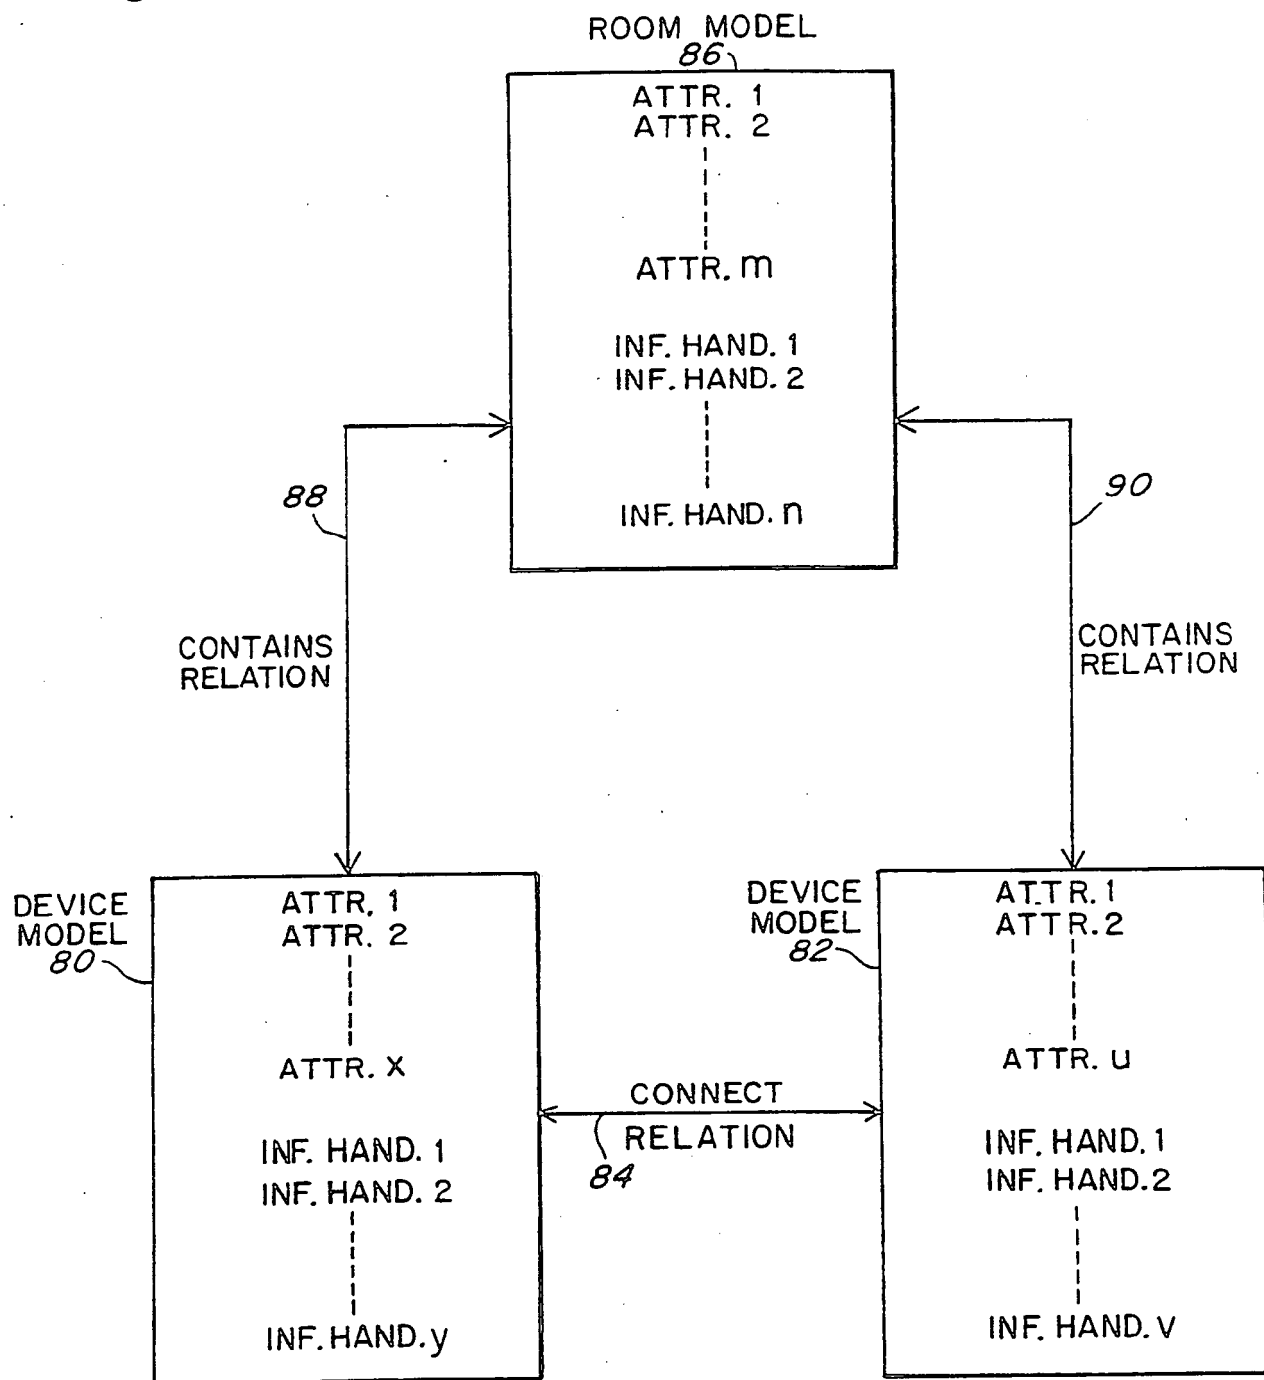 ROOM MODEL
86
ATTR. 1
ATTR. 2
ATTR. m
INF. HAND. 1
INF. HAND. 2
INF. HAND. n
88
90
CONTAINS
RELATION
CONTAINS
RELATION
DEVICE
MODEL
80
ATTR. 1
ATTR. 2
ATTR. x
INF. HAND. 1
INF. HAND. 2
INF. HAND. y
CONNECT
RELATION
84
DEVICE
MODEL
82
ATTR. 1
ATTR. 2
ATTR. u
INF. HAND. 1
INF. HAND. 2
INF. HAND. v